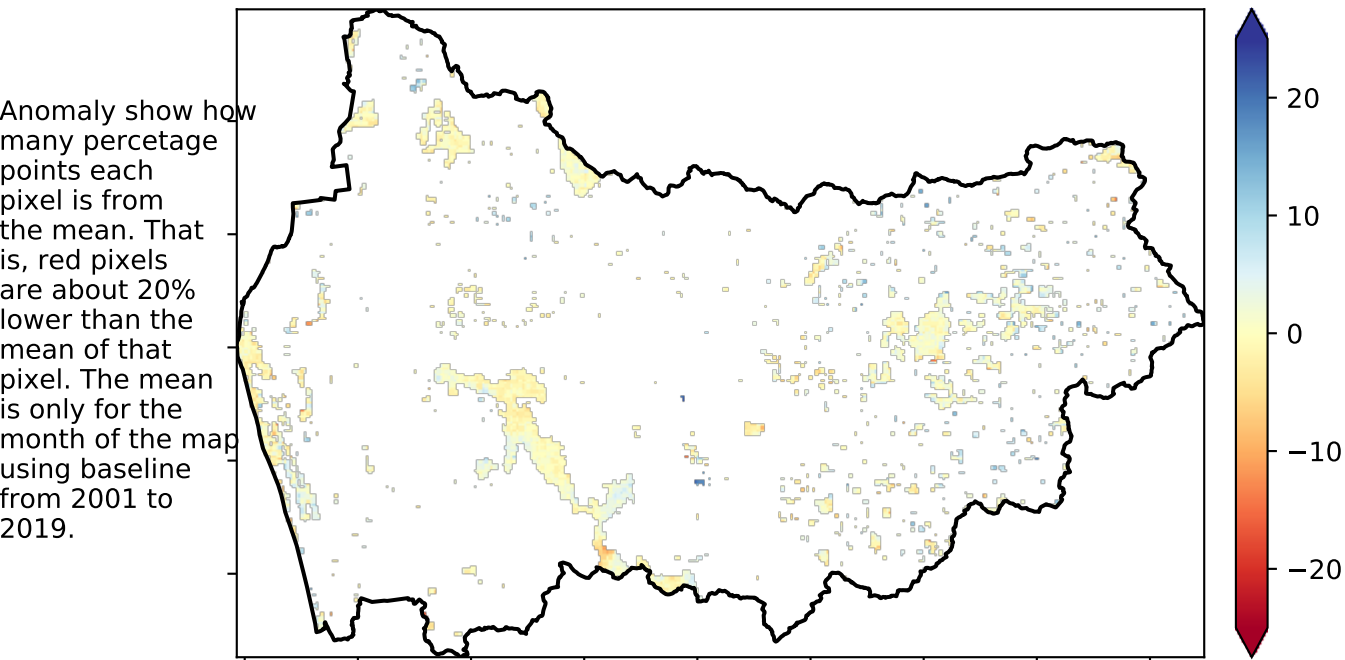 Anomaly show how
many percetage
points each
pixel is from
the mean. That
is, red pixels
are about 20%
lower than the
mean of that
pixel. The mean
is only for the
month of the map
using baseline
from 2001 to
2019.
20
10
0
−10
−20